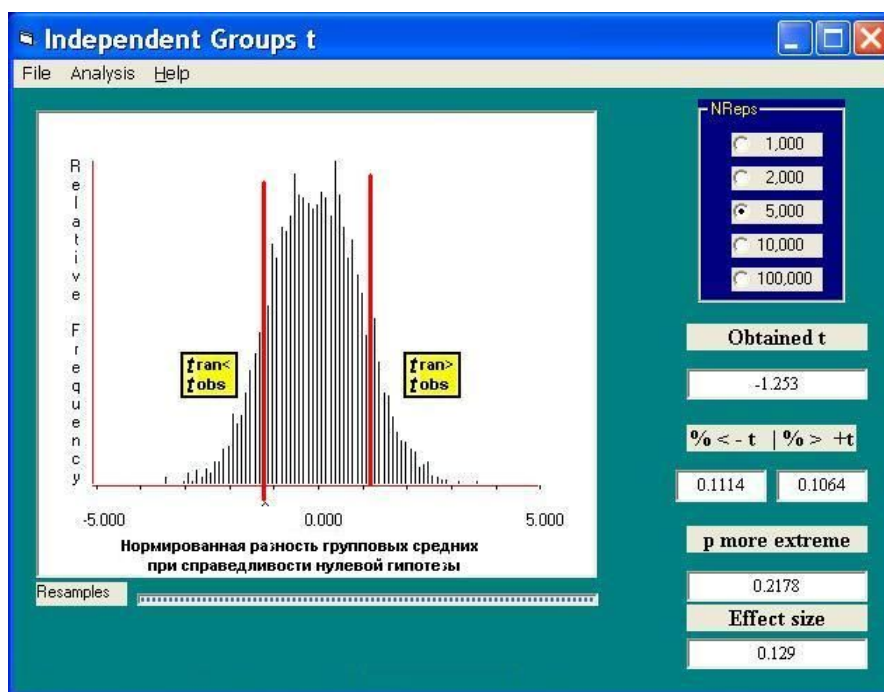 Independent Groups t
File Analysis Help
Relative Frequency
tran<
tobs
tran>
tobs
-5.000 0.000 5.000
Нормированная разность групповых средних
при справедливости нулевой гипотезы
Resamples
NReps
1,000
2,000
5,000
10,000
100,000
Obtained t
-1.253
% < - t | % > +t
0.1114 0.1064
p more extreme
0.2178
Effect size
0.129